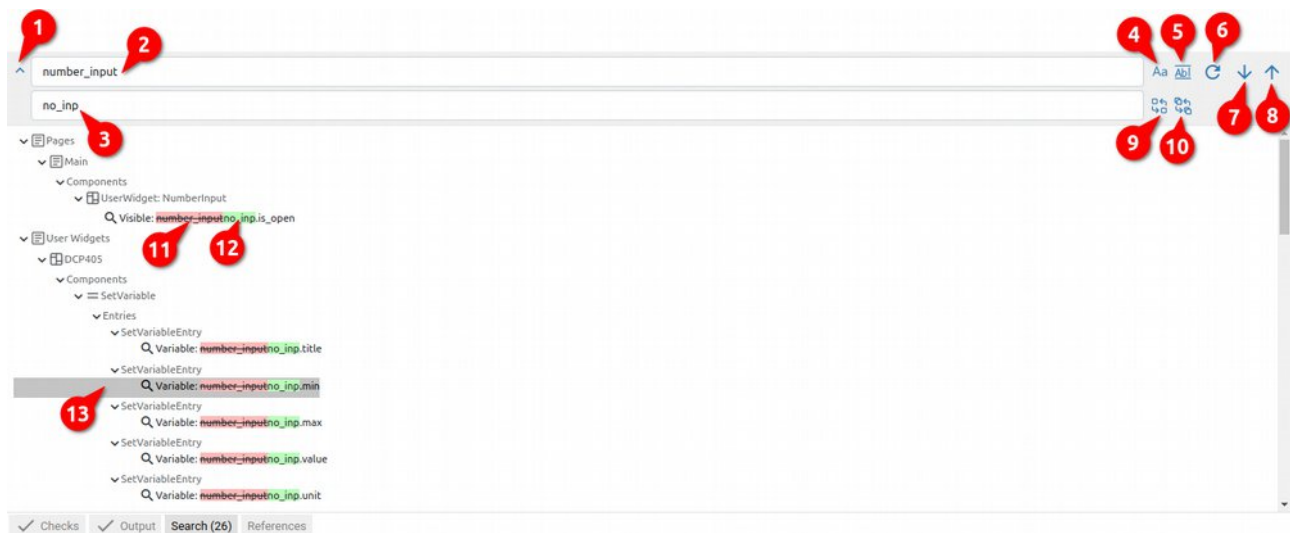 1
2
4
5
6
number_input
Aa Abl
no_inp
3
7
8
9
10
Pages
Main
Components
UserWidget: NumberInput
Visible: number_inputno_inp.is_open
11
12
User Widgets
DCP405
Components
SetVariable
Entries
SetVariableEntry
Variable: number_inputno_inp.title
SetVariableEntry
Variable: number_inputno_inp.min
13
SetVariableEntry
Variable: number_inputno_inp.max
SetVariableEntry
Variable: number_inputno_inp.value
SetVariableEntry
Variable: number_inputno_inp.unit
Checks Output Search (26) References